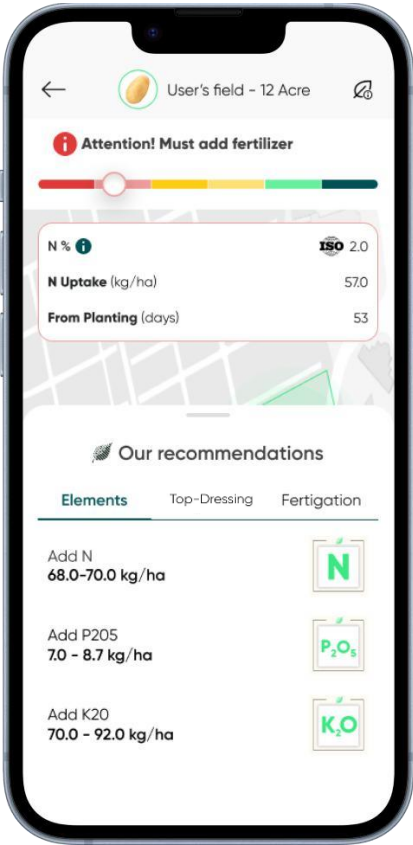 User's field - 12 Acre
Attention! Must add fertilizer
N % ISO 2.0
N Uptake (kg/ha) 57.0
From Planting (days) 53
Our recommendations
Elements Top-Dressing Fertigation
Add N
68.0-70.0 kg/ha
N
Add P205
7.0 - 8.7 kg/ha
P₂O₅
Add K20
70.0 - 92.0 kg/ha
K₂O